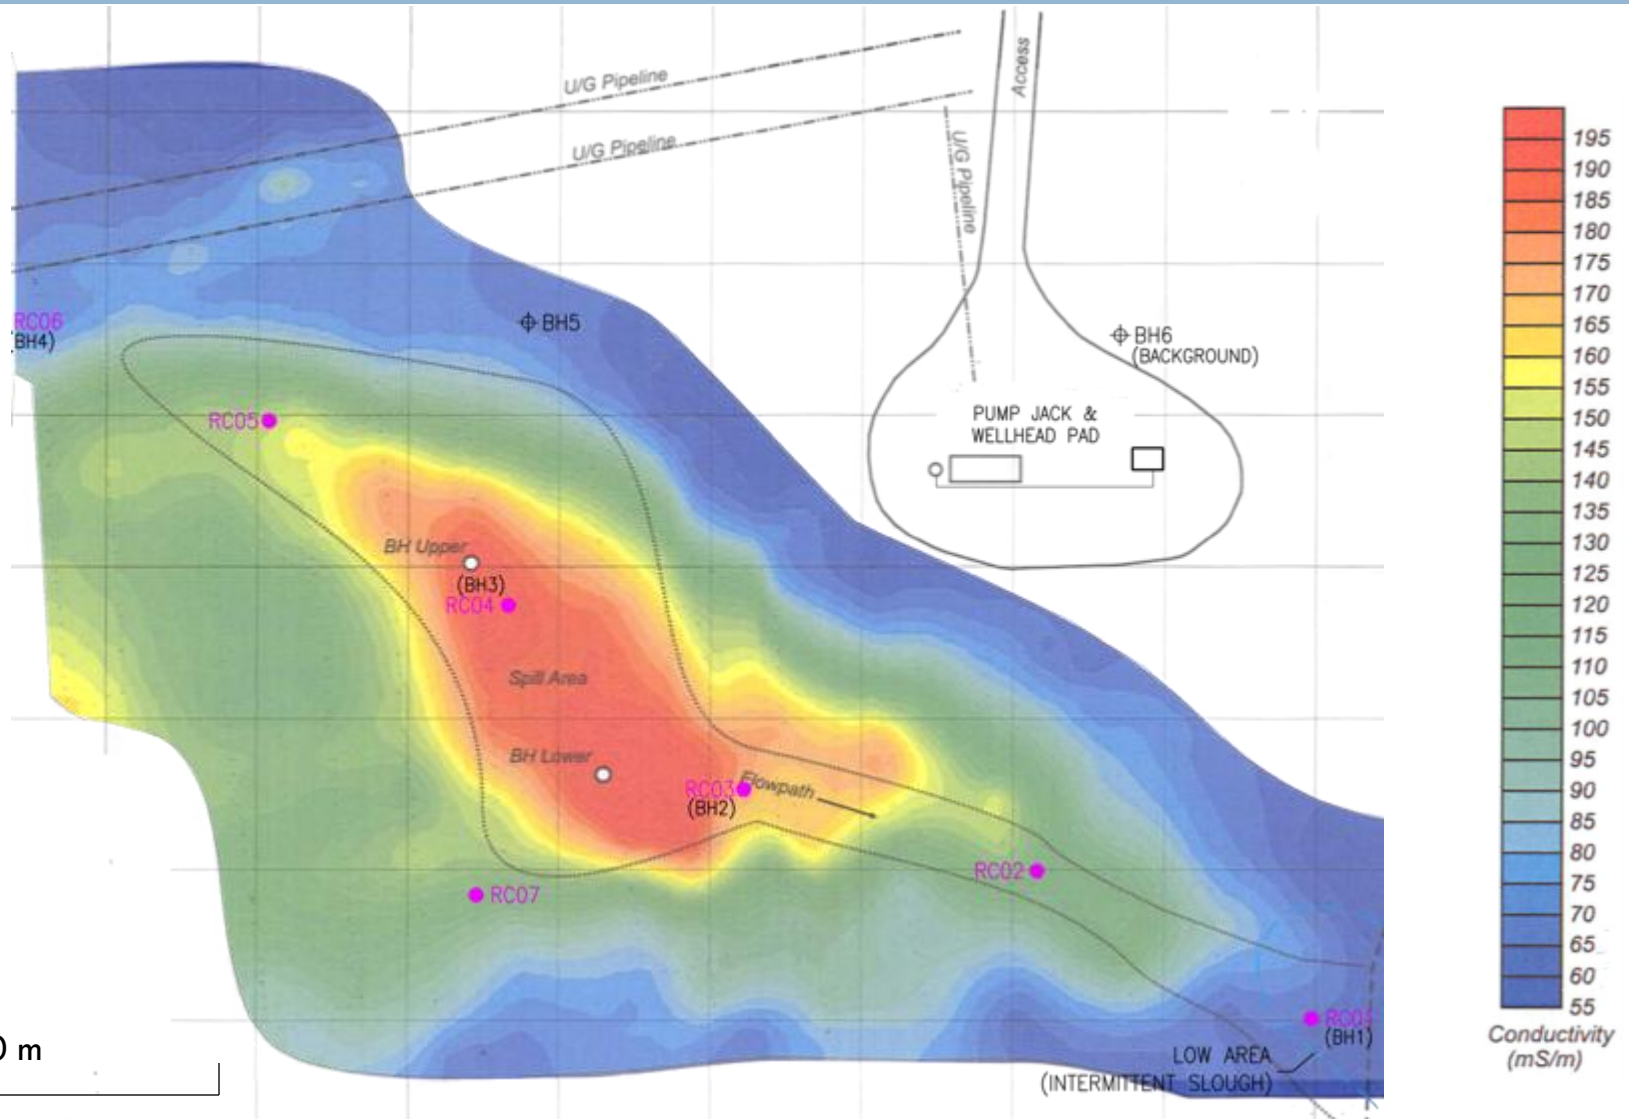 U/G Pipeline
Access
U/G Pipeline
U/G Pipeline
RC06
(BH4)
BH5
BH6
(BACKGROUND)
RC05
PUMP JACK &
WELLHEAD PAD
BH Upper
(BH3)
RC04
Spill Area
BH Lower
RC03
(BH2)
Flowpath
RC02
RC07
(BH1)
LOW AREA
(INTERMITTENT SLOUGH)
0 m
195
190
185
180
175
170
165
160
155
150
145
140
135
130
125
120
115
110
105
100
95
90
85
80
75
70
65
60
55
Conductivity
(mS/m)